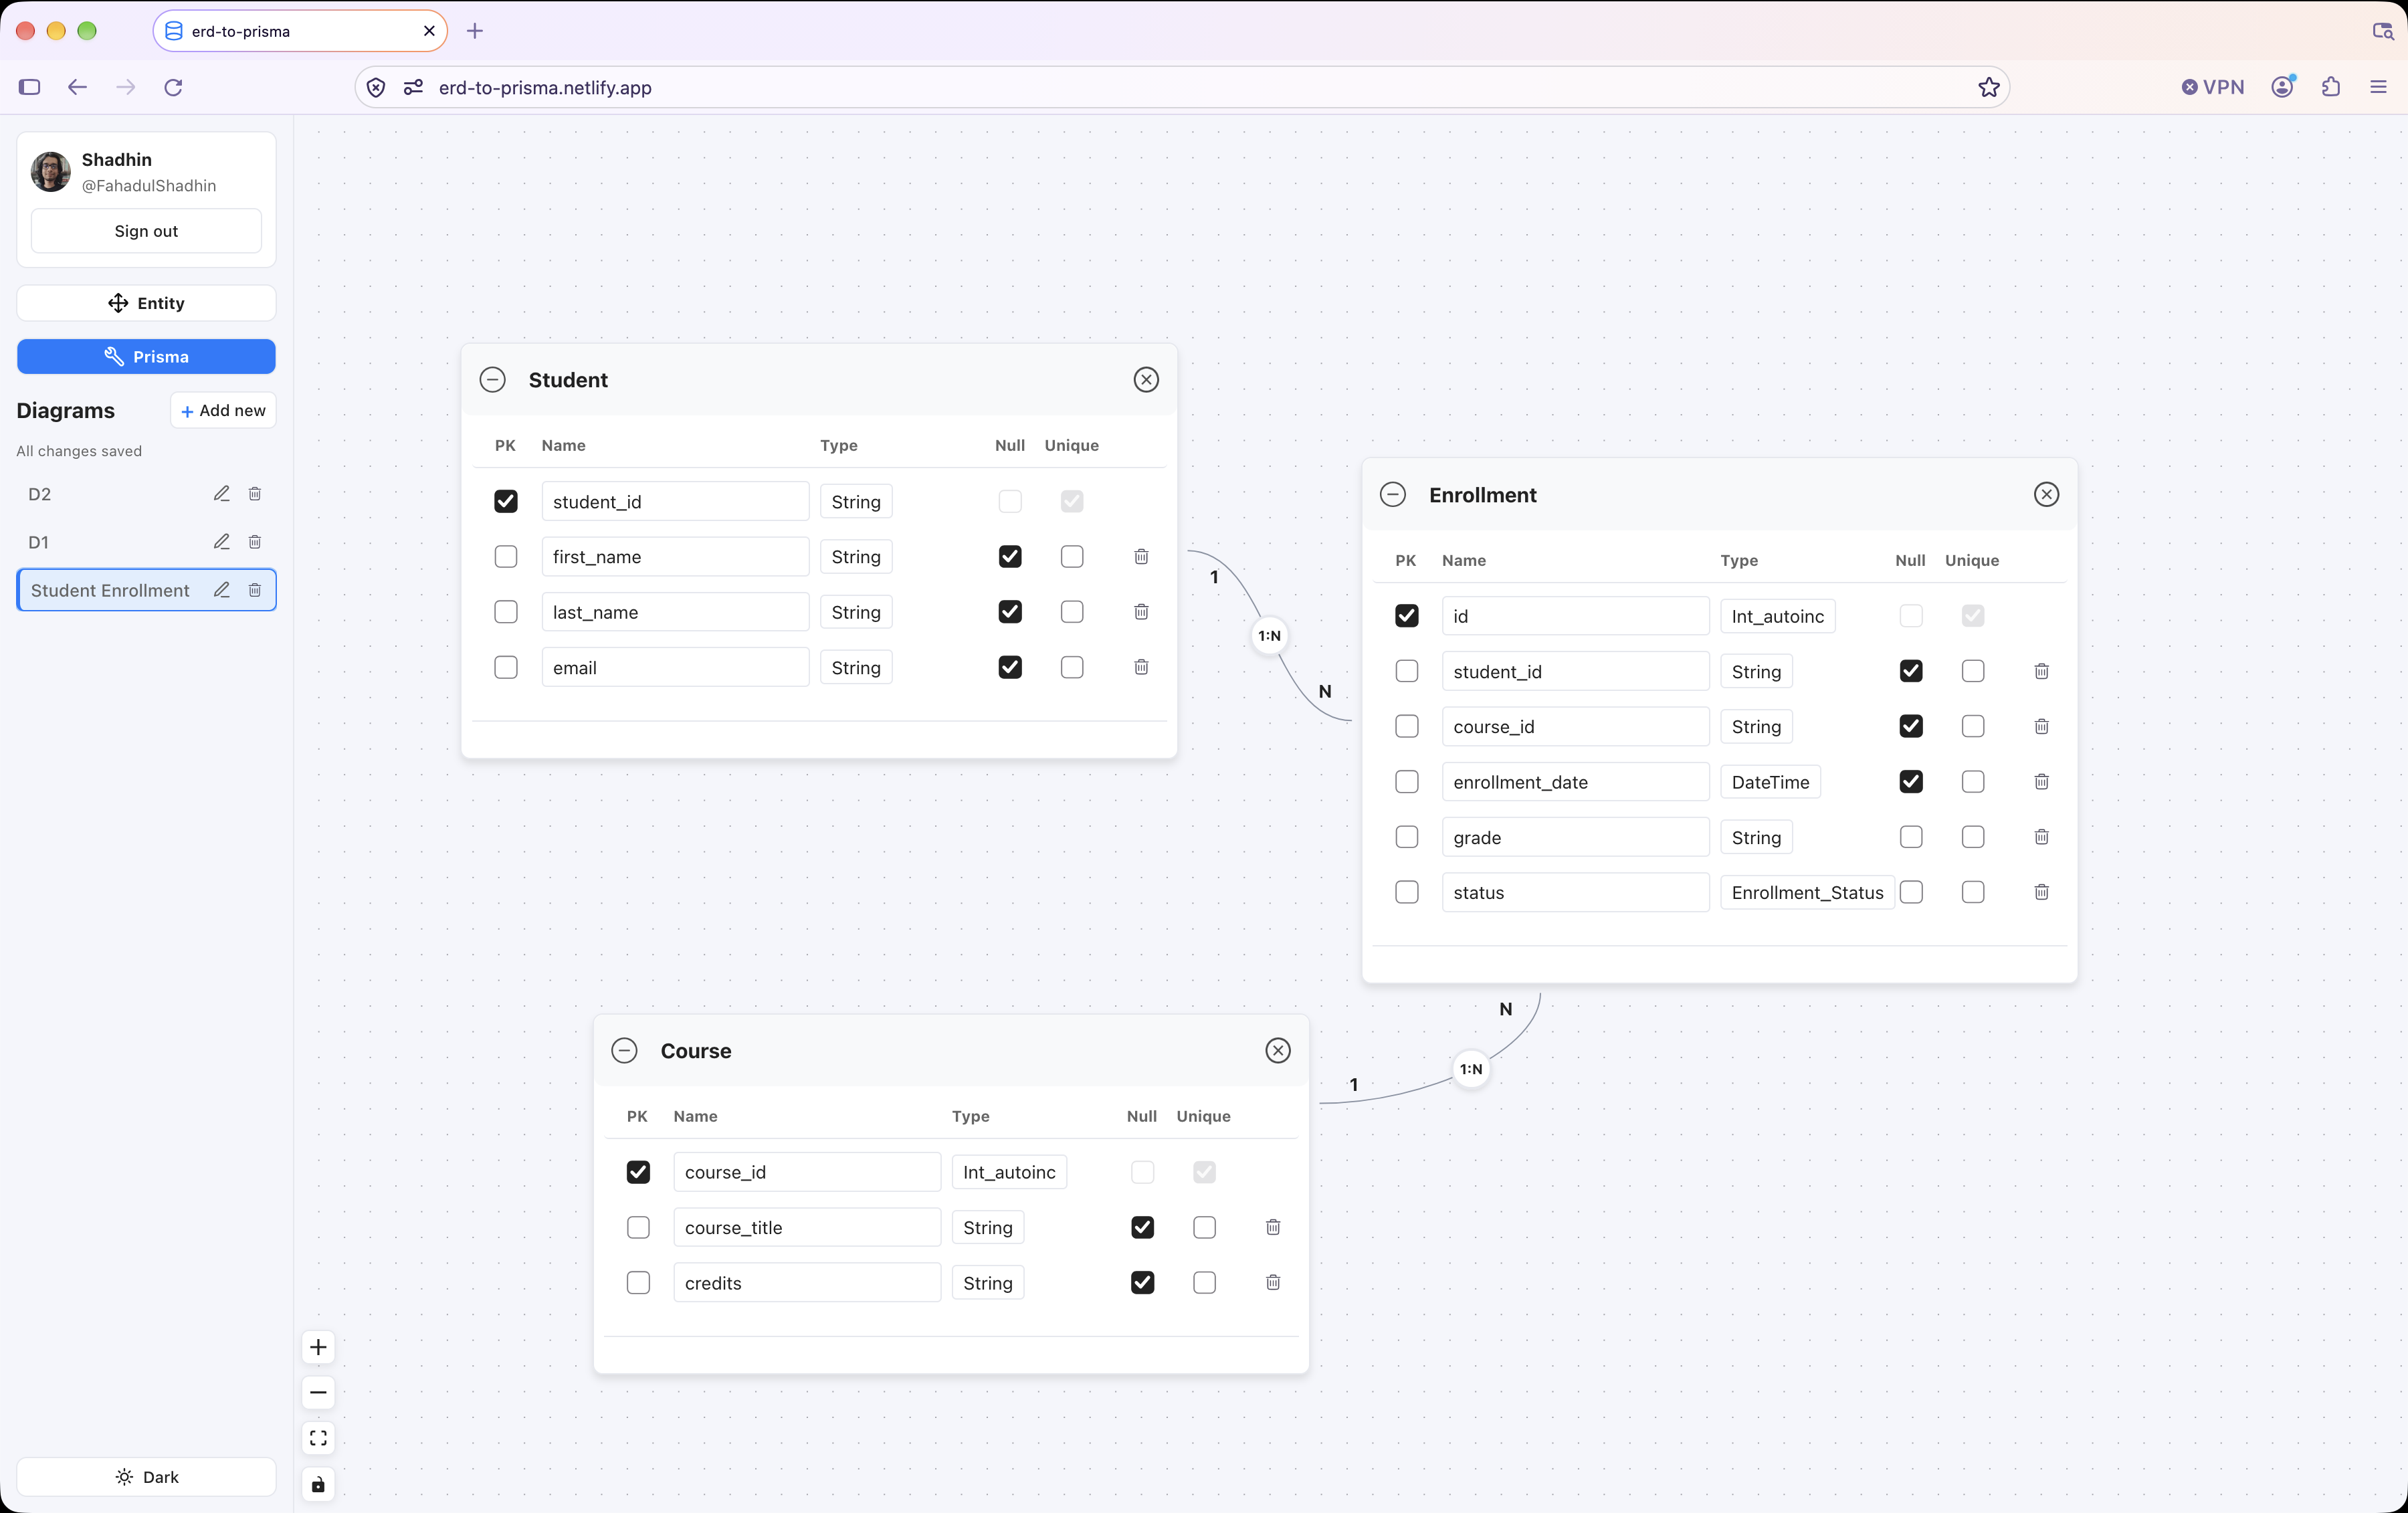 erd-to-prisma
erd-to-prisma.netlify.app
VPN
Shadhin
@FahadulShadhin
Sign out
Entity
Prisma
Diagrams
+ Add new
All changes saved
D2
D1
Student Enrollment
Dark
Student
PK Name Type Null Unique
student_id String
first_name String
last_name String
email String
1
1:N
N
Enrollment
PK Name Type Null Unique
id Int_autoinc
student_id String
course_id String
enrollment_date DateTime
grade String
status Enrollment_Status
N
1:N
1
Course
PK Name Type Null Unique
course_id Int_autoinc
course_title String
credits String